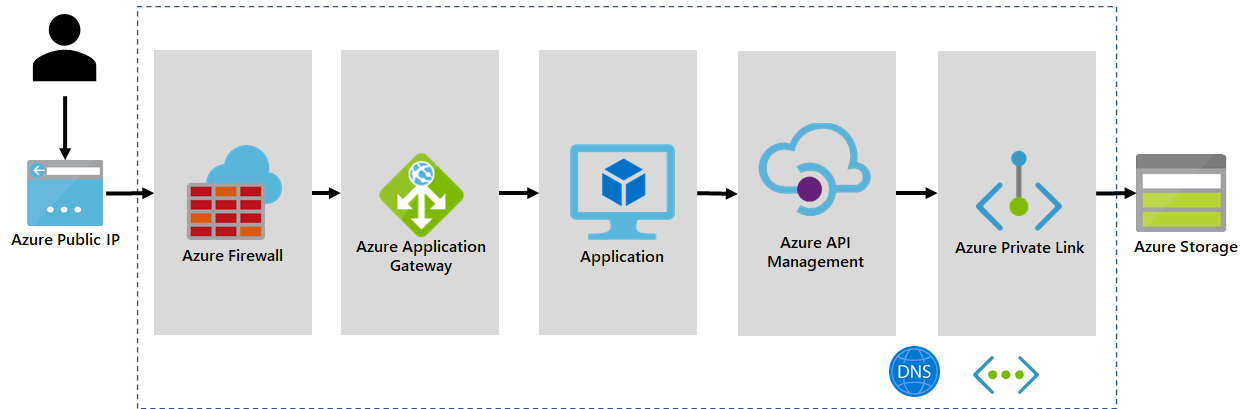 Azure Public IP
Azure Firewall
Azure Application
Gateway
Application
Azure API
Management
Azure Private Link
Azure Storage
DNS